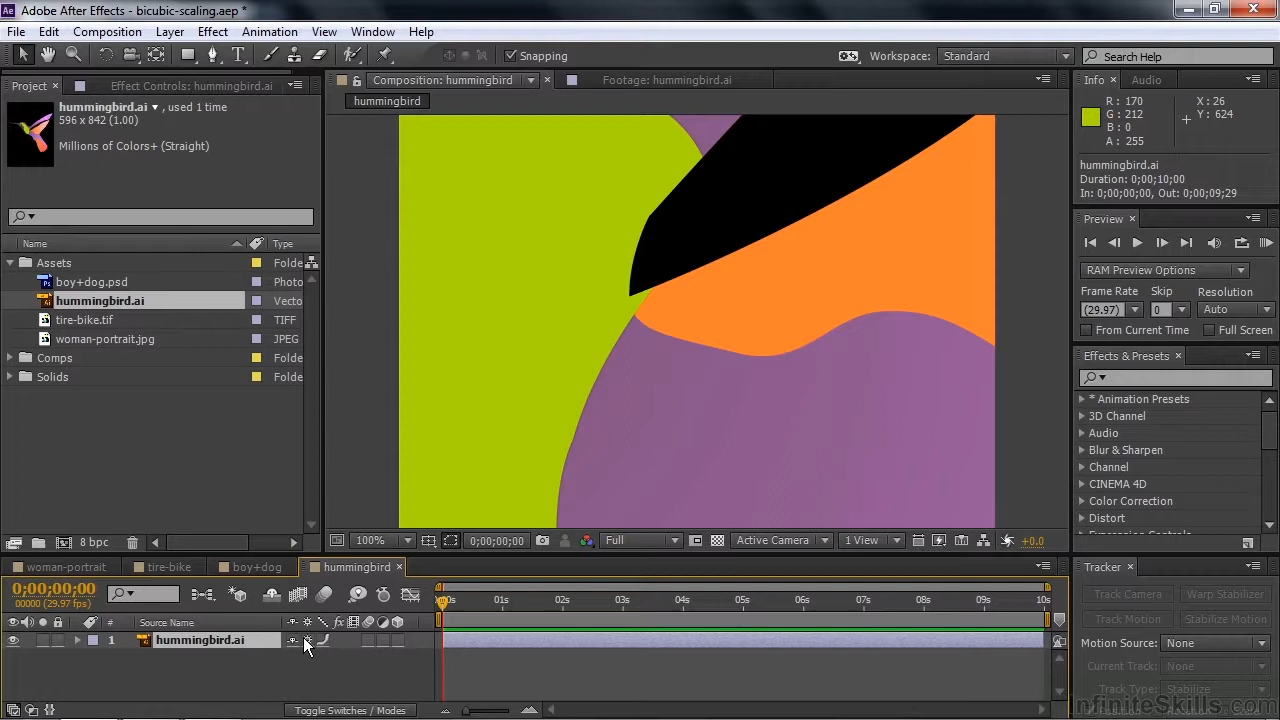 Adobe After Effects - bicubic-scaling.aep *
File Edit Composition Layer Effect Animation View Window Help
Snapping
Workspace: Standard
Search Help
Project
Effect Controls: hummingbird.ai
hummingbird.ai, used 1 time
596 x 842 (1.00)
Millions of Colors+ (Straight)
Name Type
Assets Folde
boy+dog.psd Photo
hummingbird.ai Vecto
tire-bike.tif TIFF
woman-portrait.jpg JPEG
Comps Folde
Solids Folde
8 bpc
Composition: hummingbird
Footage: hummingbird.ai
hummingbird
100%
0;00;00;00
Full
Active Camera
1 View
+0.0
Info Audio
R: 170 X: 26
G: 212 Y: 624
B: 0
A: 255
hummingbird.ai
Duration: 0;00;10;00
In: 0;00;00;00, Out: 0;00;09;29
Preview
RAM Preview Options
Frame Rate Skip Resolution
(29.97) 0 Auto
From Current Time Full Screen
Effects & Presets
* Animation Presets
3D Channel
Audio
Blur & Sharpen
Channel
CINEMA 4D
Color Correction
Distort
woman-portrait tire-bike boy+dog hummingbird
0;00;00;00
00000 (29.97 fps)
0s 01s 02s 03s 04s 05s 06s 07s 08s 09s 10s
Source Name
1 hummingbird.ai
Toggle Switches / Modes
Tracker
Track Camera Warp Stabilizer
Track Motion Stabilize Motion
Motion Source: None
Current Track: None
Track Type: Stabilize
InfiniteSkills.com